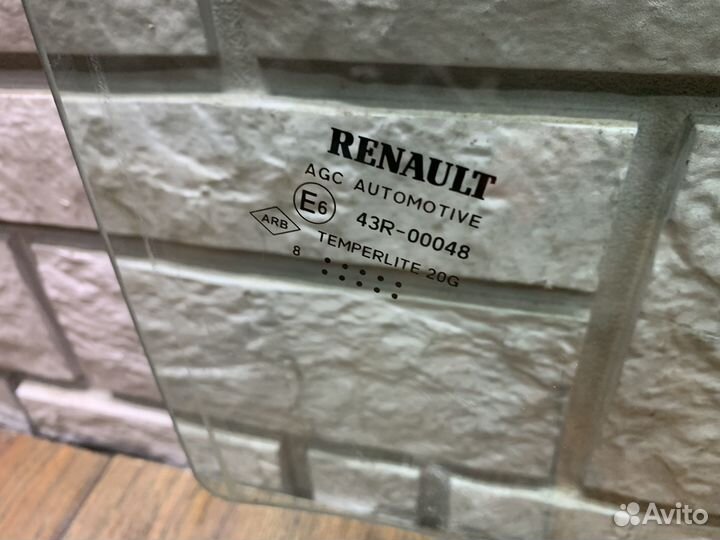 RENAULT
AGC AUTOMOTIVE
E6 43R-00048
ARB
TEMPERLITE 20G
8
Avito